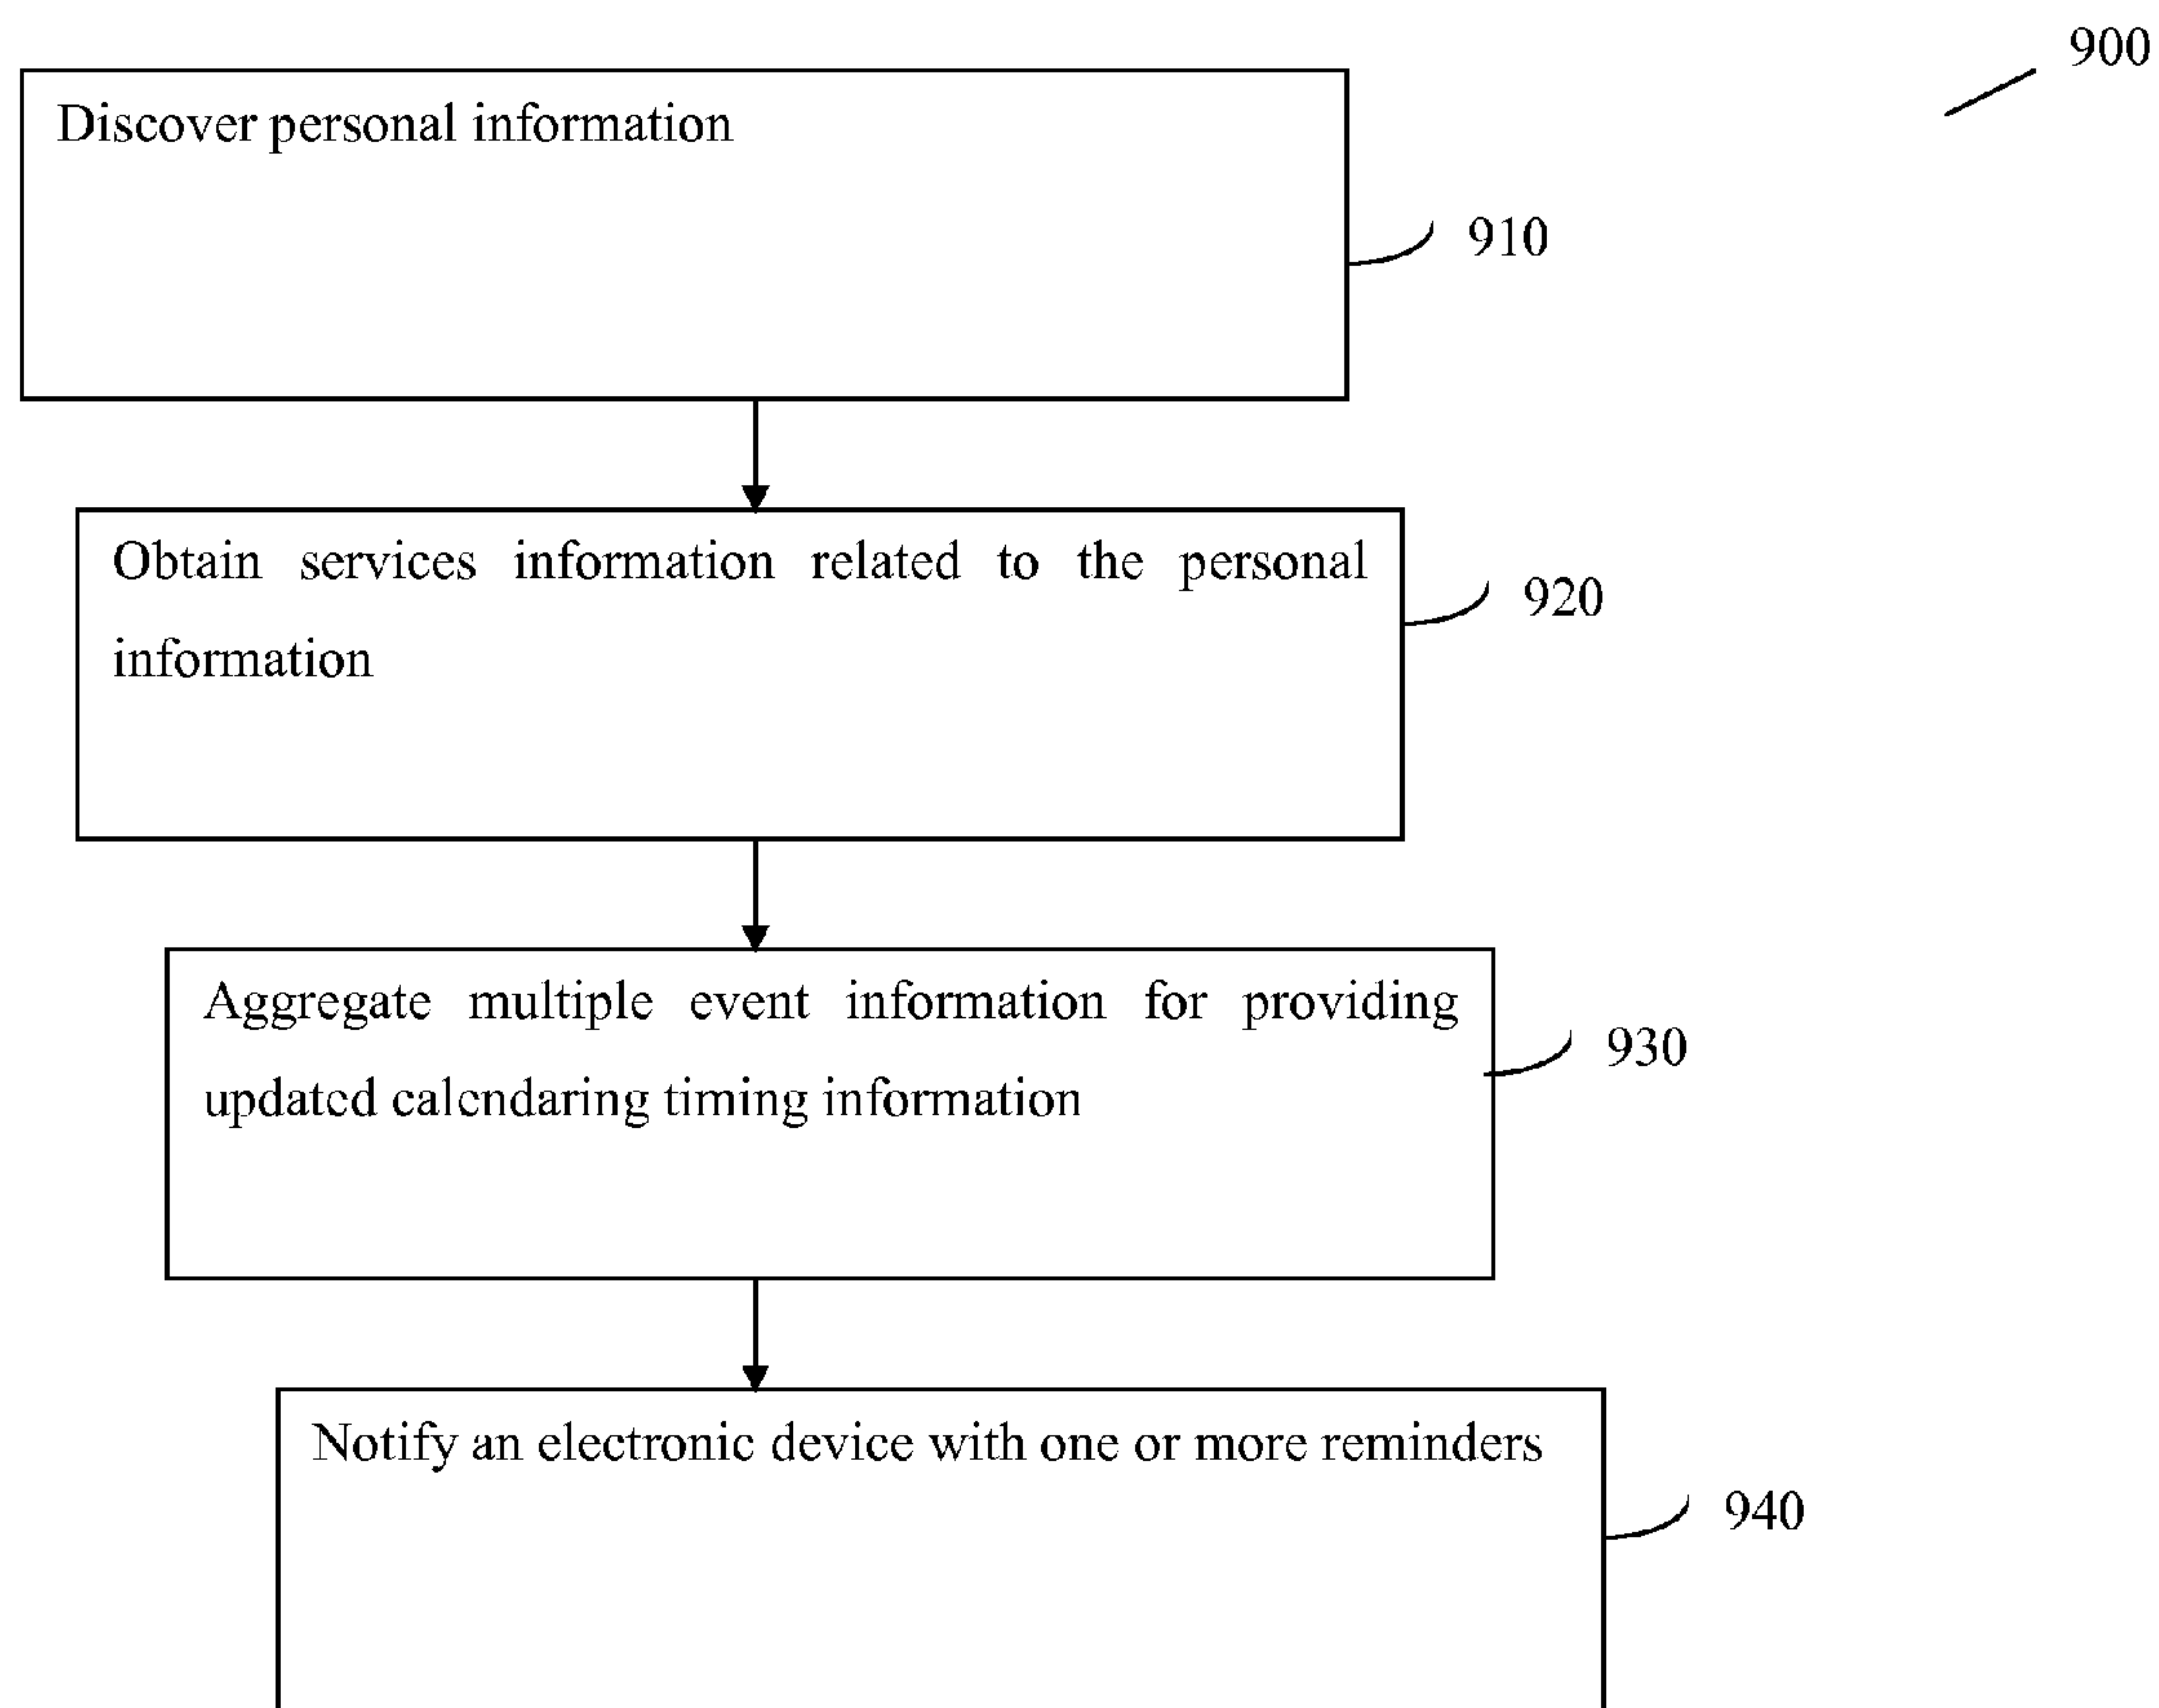 900
Discover personal information
910
Obtain services information related to the personal
920
information
Aggregate multiple event information for providing
930
updated calendaring timing information
Notify an electronic device with one or more reminders
940